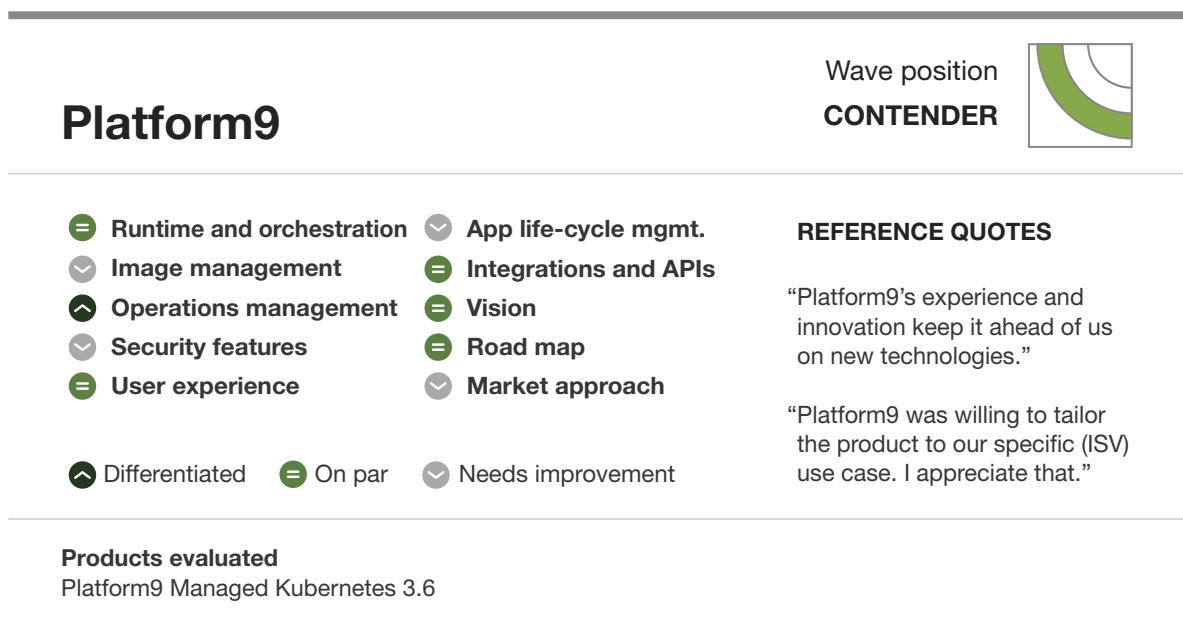 Wave position
CONTENDER
Platform9
Runtime and orchestration
Image management
Operations management
Security features
User experience
App life-cycle mgmt.
Integrations and APIs
Vision
Road map
Market approach
Differentiated
On par
Needs improvement
REFERENCE QUOTES
“Platform9’s experience and
innovation keep it ahead of us
on new technologies.”
“Platform9 was willing to tailor
the product to our specific (ISV)
use case. I appreciate that.”
Products evaluated
Platform9 Managed Kubernetes 3.6